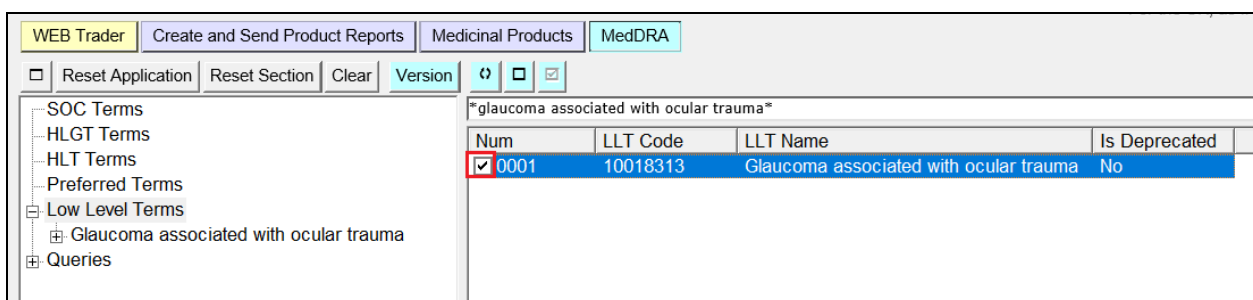 WEB Trader Create and Send Product Reports Medicinal Products MedDRA
Reset Application Reset Section Clear Version
SOC Terms
HLGT Terms
HLT Terms
Preferred Terms
Low Level Terms
Glaucoma associated with ocular trauma
Queries
*glaucoma associated with ocular trauma*
Num LLT Code LLT Name Is Deprecated
0001 10018313 Glaucoma associated with ocular trauma No